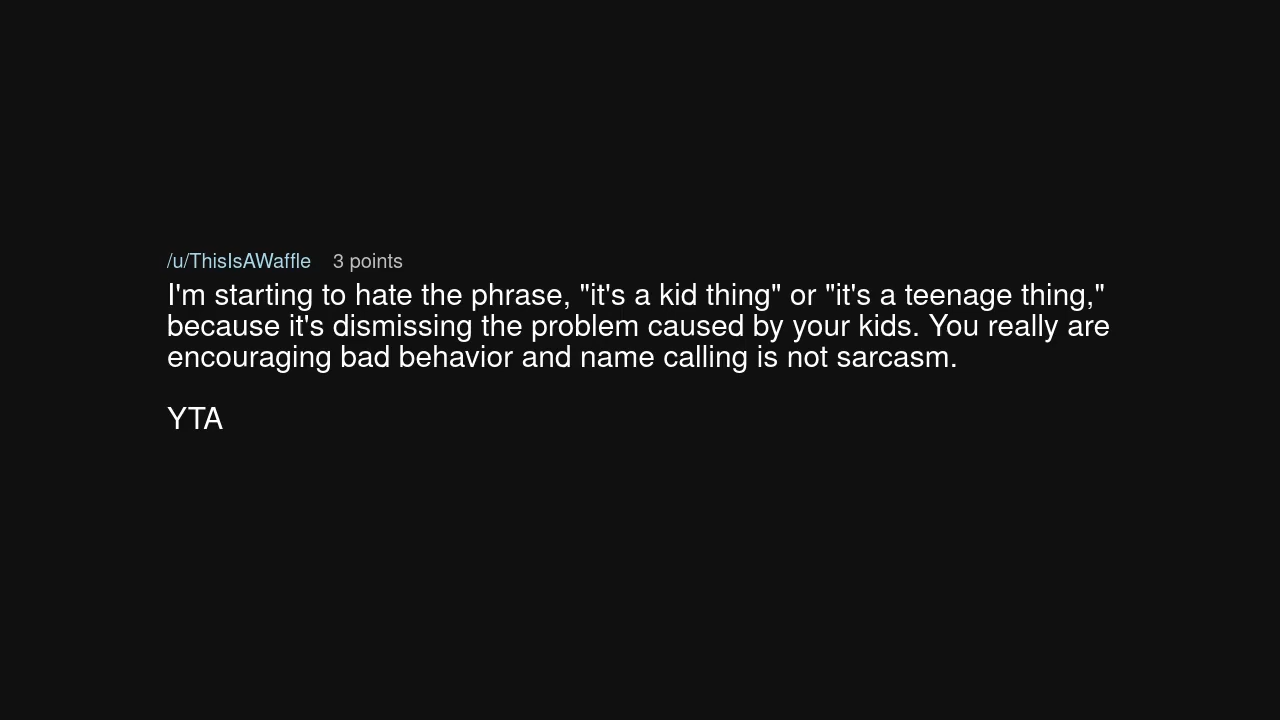 /u/ThisIsAWaffle 3 points
I'm starting to hate the phrase, "it's a kid thing" or "it's a teenage thing,"
because it's dismissing the problem caused by your kids. You really are
encouraging bad behavior and name calling is not sarcasm.
YTA